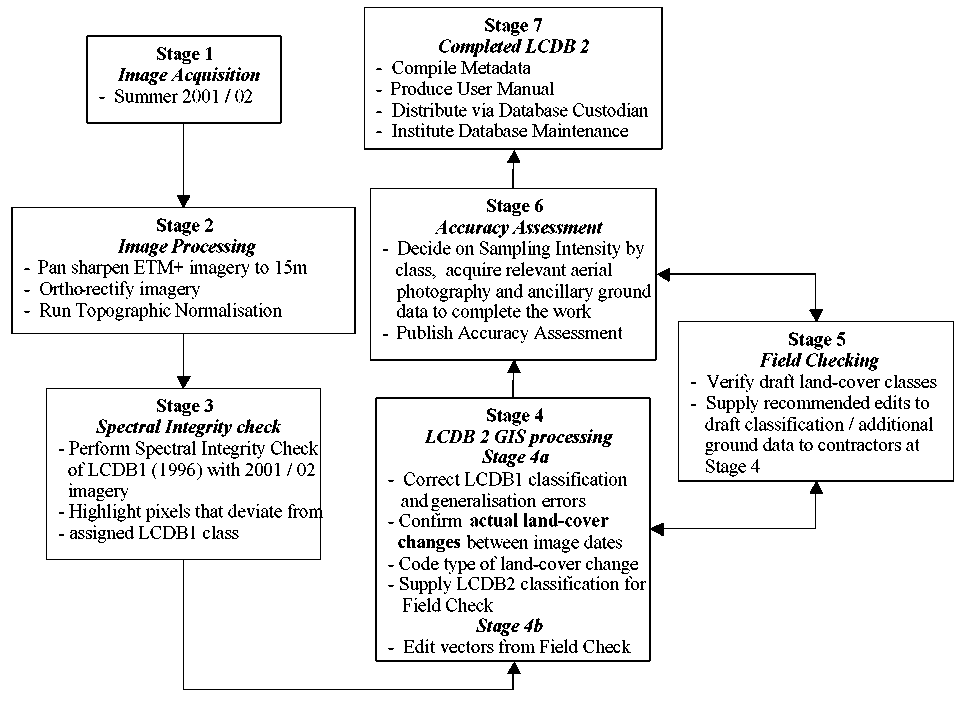 Stage 1
Image Acquisition
- Summer 2001 / 02
Stage 2
Image Processing
- Pan sharpen ETM+ imagery to 15m
- Ortho-rectify imagery
- Run Topographic Normalisation
Stage 3
Spectral Integrity check
- Perform Spectral Integrity Check
of LCDB1 (1996) with 2001 / 02
imagery
- Highlight pixels that deviate from
- assigned LCDB1 class
Stage 4
LCDB 2 GIS processing
Stage 4a
- Correct LCDB1 classification
and generalisation errors
- Confirm actual land-cover
changes between image dates
- Code type of land-cover change
- Supply LCDB2 classification for
Field Check
Stage 4b
- Edit vectors from Field Check
Stage 5
Field Checking
- Verify draft land-cover classes
- Supply recommended edits to
draft classification / additional
ground data to contractors at
Stage 4
Stage 6
Accuracy Assessment
- Decide on Sampling Intensity by
class, acquire relevant aerial
photography and ancillary ground
data to complete the work
- Publish Accuracy Assessment
Stage 7
Completed LCDB 2
- Compile Metadata
- Produce User Manual
- Distribute via Database Custodian
- Institute Database Maintenance